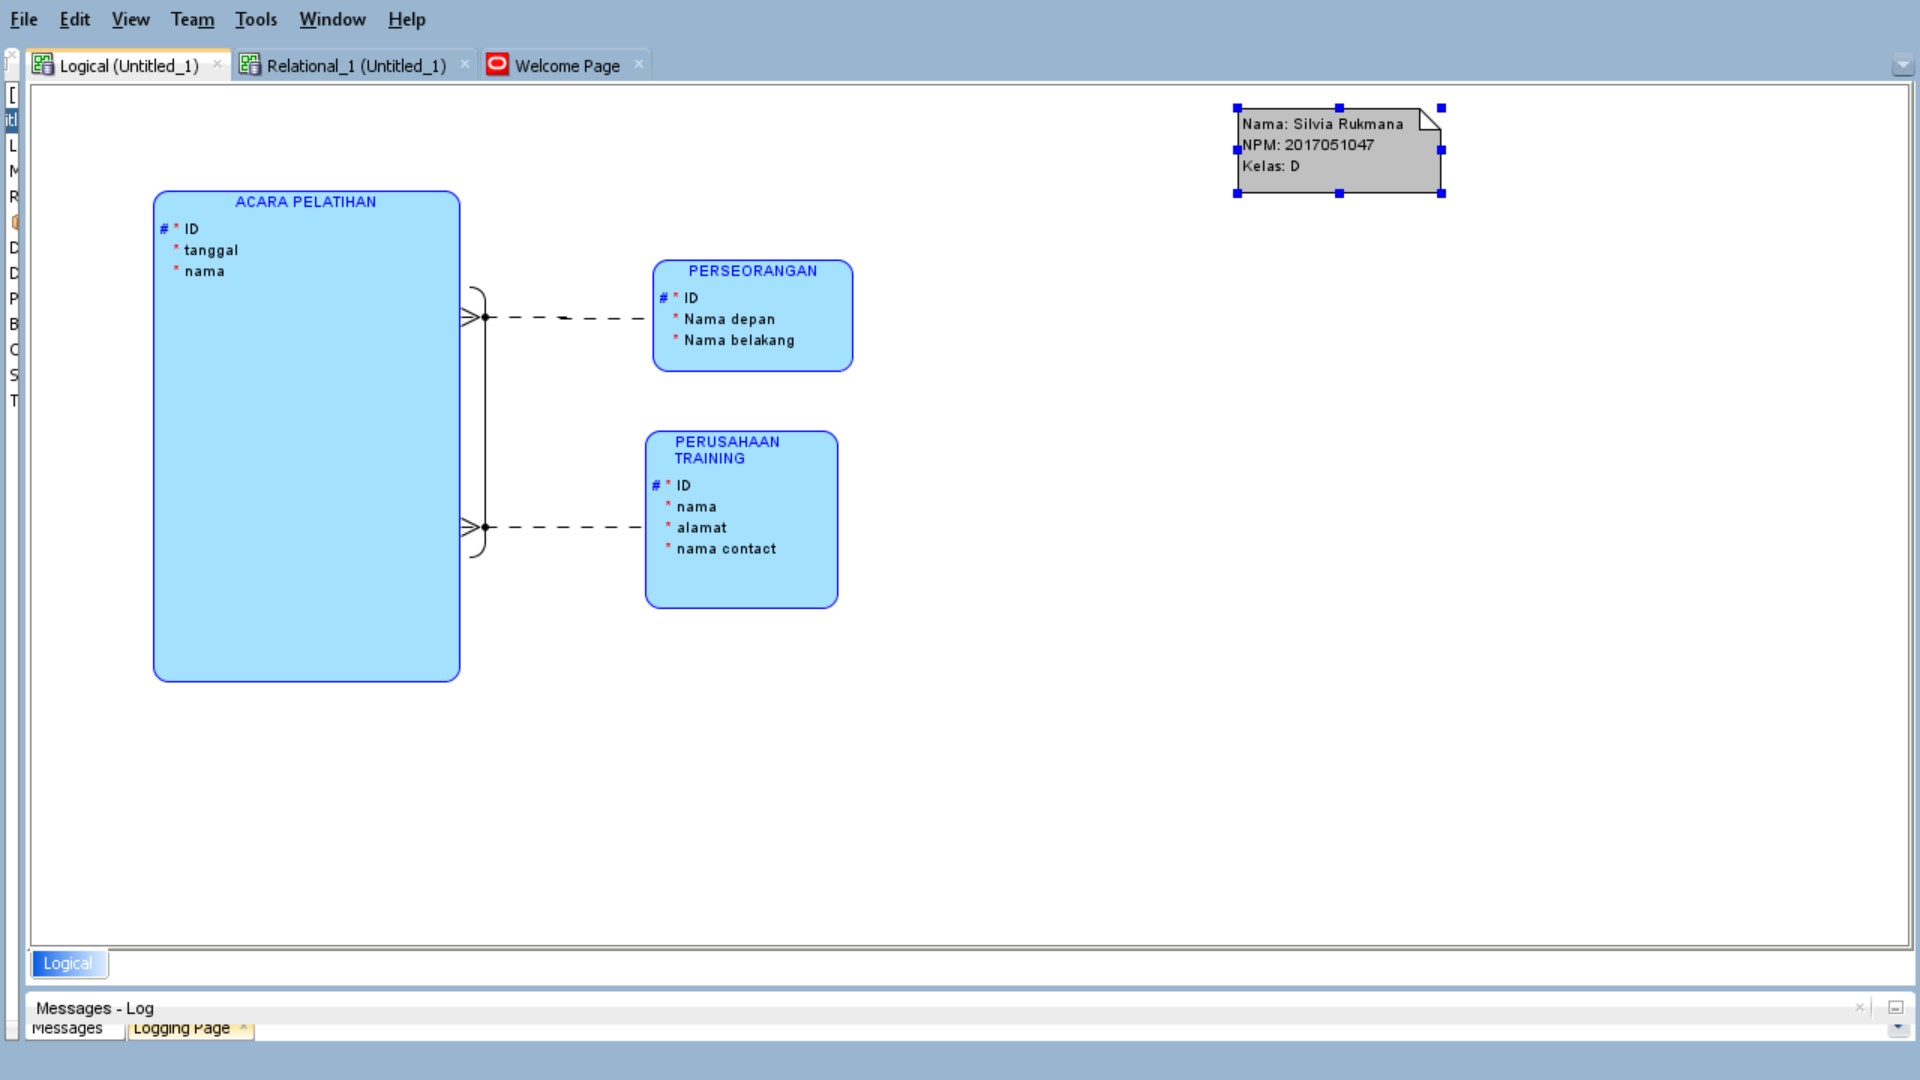 File Edit View Team Tools Window Help
Logical (Untitled_1) Relational_1 (Untitled_1) Welcome Page
Nama: Silvia Rukmana
NPM: 2017051047
Kelas: D
ACARA PELATIHAN
# * ID
* tanggal
* nama
PERSEORANGAN
# * ID
* Nama depan
* Nama belakang
PERUSAHAAN
TRAINING
# * ID
* nama
* alamat
* nama contact
Logical
Messages - Log
Messages Logging Page